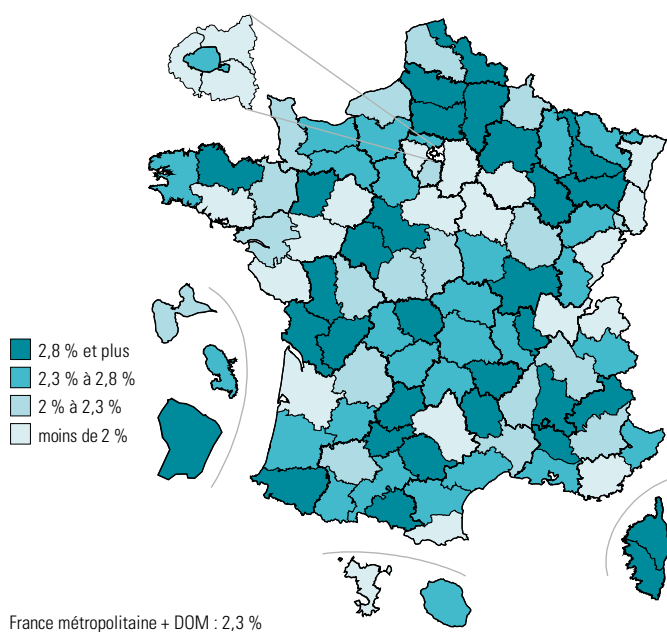 2,8 % et plus
2,3 % à 2,8 %
2 % à 2,3 %
moins de 2 %
France métropolitaine + DOM : 2,3 %